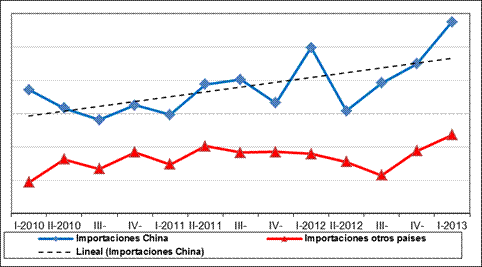 I-2010 II-2010 III- IV- I-2011 II-2011 III- IV- I-2012 II-2012 III- IV- I-2013
Importaciones China Importaciones otros países
Lineal (Importaciones China)